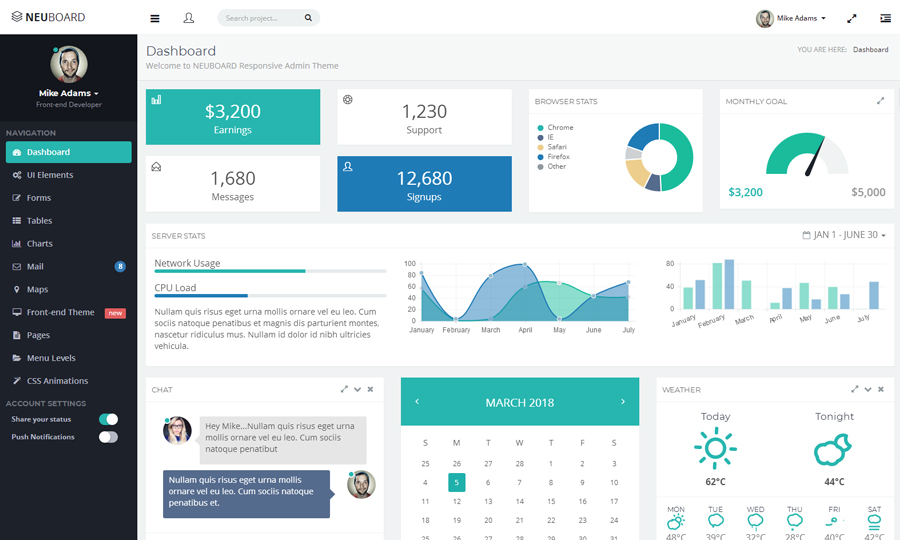 NEUBOARD
Search project...
Mike Adams
Mike Adams
Front-end Developer
NAVIGATION
Dashboard
UI Elements
Forms
Tables
Charts
Mail
8
Maps
Front-end Theme
new
Pages
Menu Levels
CSS Animations
ACCOUNT SETTINGS
Share your status
Push Notifications
Dashboard
Welcome to NEUBOARD Responsive Admin Theme
YOU ARE HERE: Dashboard
$3,200
Earnings
1,230
Support
1,680
Messages
12,680
Signups
BROWSER STATS
Chrome
IE
Safari
Firefox
Other
MONTHLY GOAL
$3,200
$5,000
SERVER STATS
JAN 1 - JUNE 30
Network Usage
CPU Load
Nullam quis risus eget urna mollis ornare vel eu leo. Cum
sociis natoque penatibus et magnis dis parturient montes,
nascetur ridiculus mus. Nullam id dolor id nibh ultricies
vehicula.
100
80
60
40
20
0
January February March April May June July
80
40
0
January February March April May June July
CHAT
Hey Mike...Nullam quis risus eget urna
mollis ornare vel eu leo. Cum sociis
natoque penatibut
Nullam quis risus eget urna mollis
ornare vel eu leo. Cum sociis natoque
penatibus et.
MARCH 2018
S M T W T F S
25 26 27 28 1 2 3
4 5 6 7 8 9 10
11 12 13 14 15 16 17
18 19 20 21 22 23 24
25 26 27 28 29 30 31
WEATHER
Today
62°C
Tonight
44°C
MON TUE WED THU FRI SAT
48°C 39°C 32°C 28°C 40°C 42°C